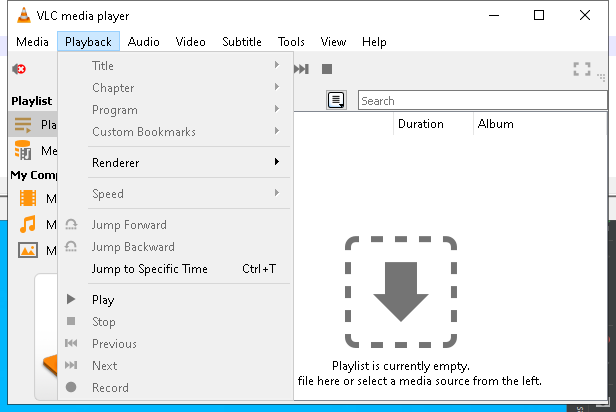 VLC media player
Media Playback Audio Video Subtitle Tools View Help
Title
Chapter
Program
Custom Bookmarks
Renderer
Speed
Jump Forward
Jump Backward
Jump to Specific Time Ctrl+T
Play
Stop
Previous
Next
Record
Search
Playlist
Duration Album
My Comp
Playlist is currently empty.
file here or select a media source from the left.